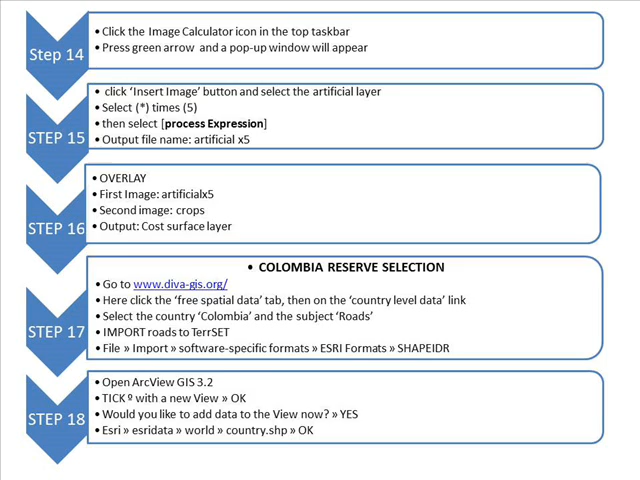 Step 14
• Click the Image Calculator icon in the top taskbar
• Press green arrow and a pop-up window will appear
STEP 15
• click ‘Insert Image’ button and select the artificial layer
• Select (*) times (5)
• then select [process Expression]
• Output file name: artificial x5
STEP 16
• OVERLAY
• First Image: artificialx5
• Second image: crops
• Output: Cost surface layer
STEP 17
• COLOMBIA RESERVE SELECTION
• Go to www.diva-gis.org/
• Here click the ‘free spatial data’ tab, then on the ‘country level data’ link
• Select the country ‘Colombia’ and the subject ‘Roads’
• IMPORT roads to TerrSET
• File » Import » software-specific formats » ESRI Formats » SHAPEIDR
STEP 18
• Open ArcView GIS 3.2
• TICK º with a new View » OK
• Would you like to add data to the View now? » YES
• Esri » esridata » world » country.shp » OK